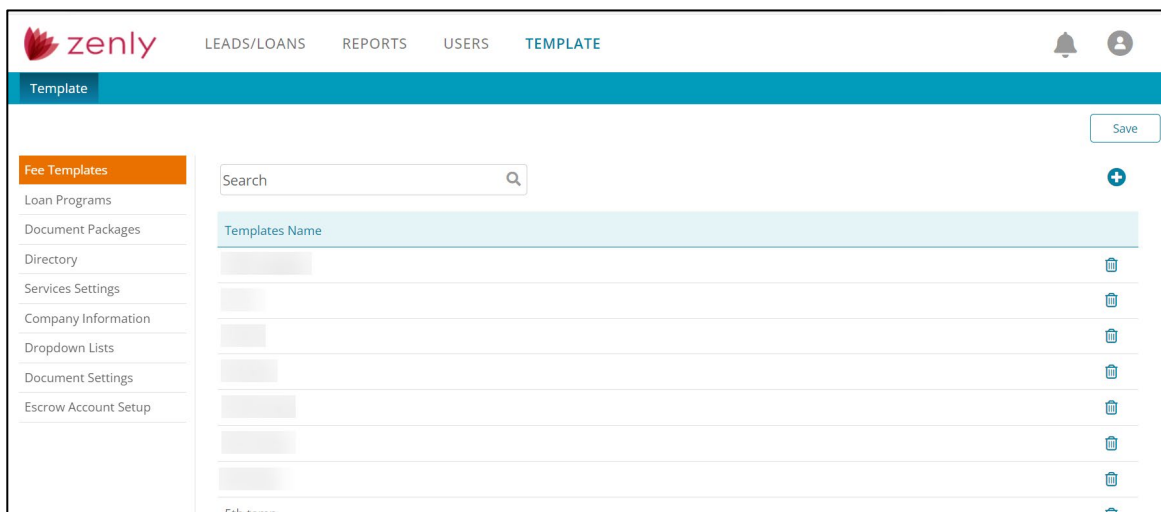 zenly LEADS/LOANS REPORTS USERS TEMPLATE
Template
Save
Fee Templates
Loan Programs
Document Packages
Directory
Services Settings
Company Information
Dropdown Lists
Document Settings
Escrow Account Setup
Search
Templates Name